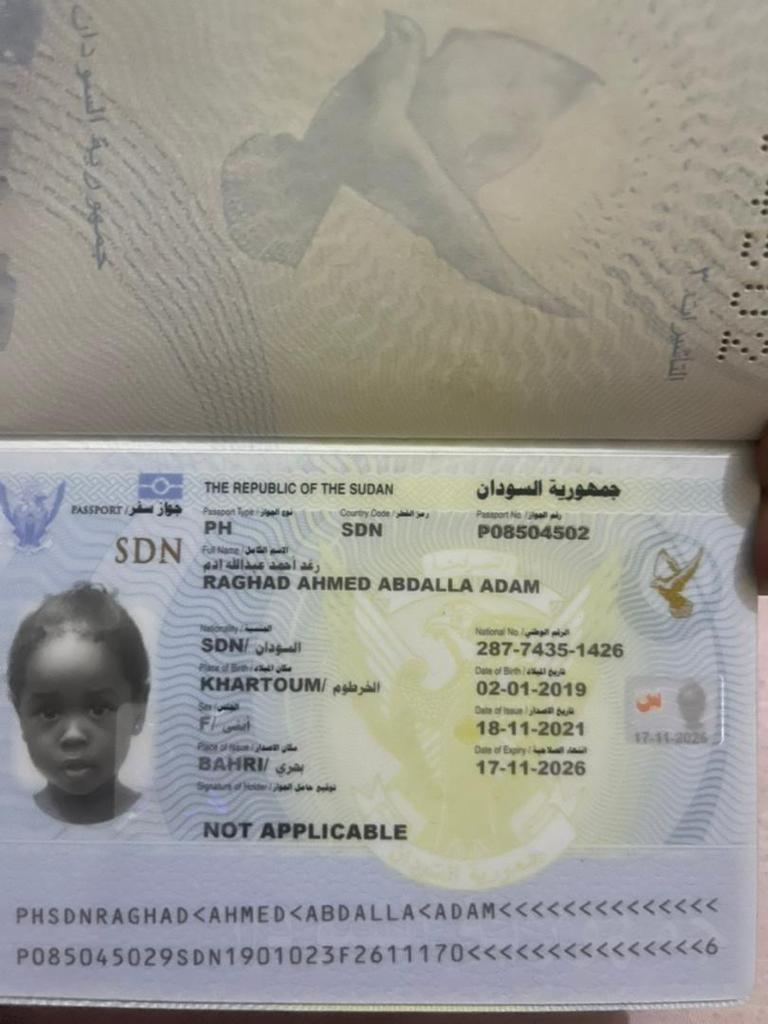 جمهورية السودان
التأشيرات
THE REPUBLIC OF THE SUDAN جمهورية السودان
PASSPORT / جواز سفر
Passport Type / نوع الجواز Country Code / رمز القطر Passport No. / رقم الجواز
PH SDN P08504502
SDN
Full Name / الاسم الكامل
رغد احمد عبدالله ادم
RAGHAD AHMED ABDALLA ADAM
Nationality / الجنسية National No. / الرقم الوطني
SDN/ السودان 287-7435-1426
Place of Birth / مكان الميلاد Date of Birth / تاريخ الميلاد
KHARTOUM/ الخرطوم 02-01-2019
Sex / الجنس Date of Issue / تاريخ الاصدار
F/ أنثى 18-11-2021
س
17-11-2026
Place of Issue / مكان الاصدار Date of Expiry / انتهاء الصلاحية
BAHRI/ بحري 17-11-2026
Signature of Holder / توقيع حامل الجواز
NOT APPLICABLE
جمهورية السودان
PHSDNRAGHAD<AHMED<ABDALLA<ADAM<<<<<<<<<<<<<<
P085045029SDN1901023F2611170<<<<<<<<<<<<<<<6